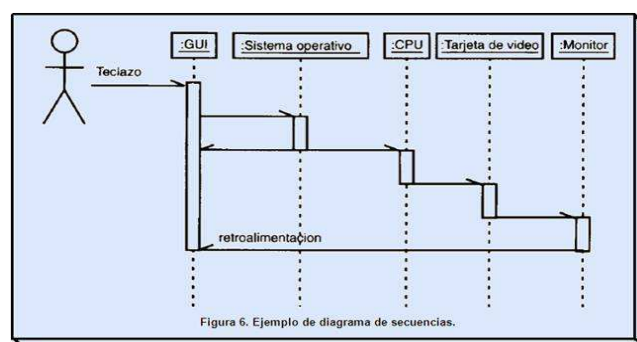 :GUI :Sistema operativo :CPU :Tarjeta de video :Monitor
Teclazo
retroalimentacion
Figura 6. Ejemplo de diagrama de secuencias.